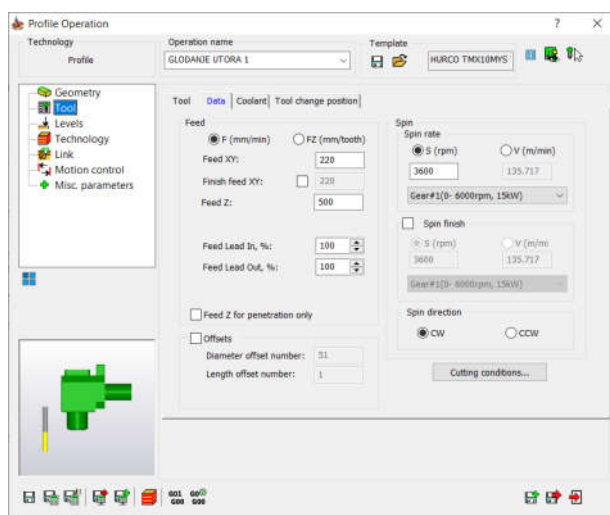 Profile Operation
Technology
Profile
Operation name
GLODANJE UTORA 1
Template
HURCO TMX10MYS
Geometry
Tool
Levels
Technology
Link
Motion control
Misc. parameters
Tool Data Coolant Tool change position
Feed
F (mm/min) FZ (mm/tooth)
Feed XY: 220
Finish feed XY: 220
Feed Z: 500
Feed Lead In, %: 100
Feed Lead Out, %: 100
Feed Z for penetration only
Offsets
Diameter offset number: 51
Length offset number: 1
Spin
Spin rate
S (rpm) V (m/min)
3600 135.717
Gear#1(0- 6000rpm, 15kW)
Spin finish
S (rpm) V (m/mi
3600 135.717
Gear#1(0- 6000rpm, 15kW)
Spin direction
CW CCW
Cutting conditions...
G01 G00
G00 G00